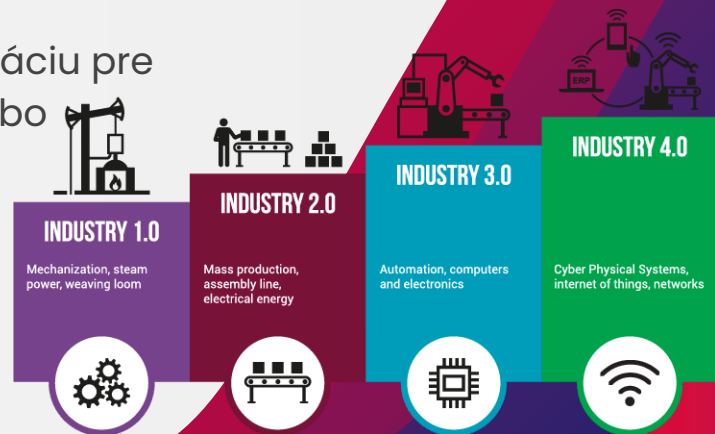 áciu pre
bo
ERP
INDUSTRY 4.0
INDUSTRY 3.0
INDUSTRY 2.0
INDUSTRY 1.0
Mechanization, steam
power, weaving loom
Mass production,
assembly line,
electrical energy
Automation, computers
and electronics
Cyber Physical Systems,
internet of things, networks